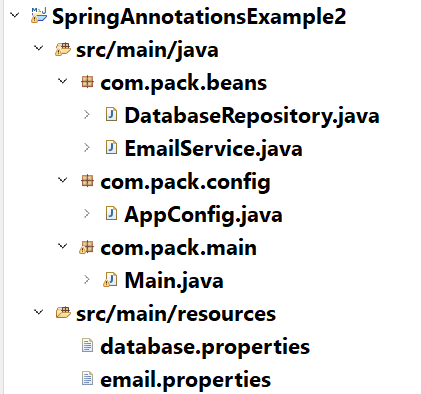 SpringAnnotationsExample2
src/main/java
com.pack.beans
DatabaseRepository.java
EmailService.java
com.pack.config
AppConfig.java
com.pack.main
Main.java
src/main/resources
database.properties
email.properties